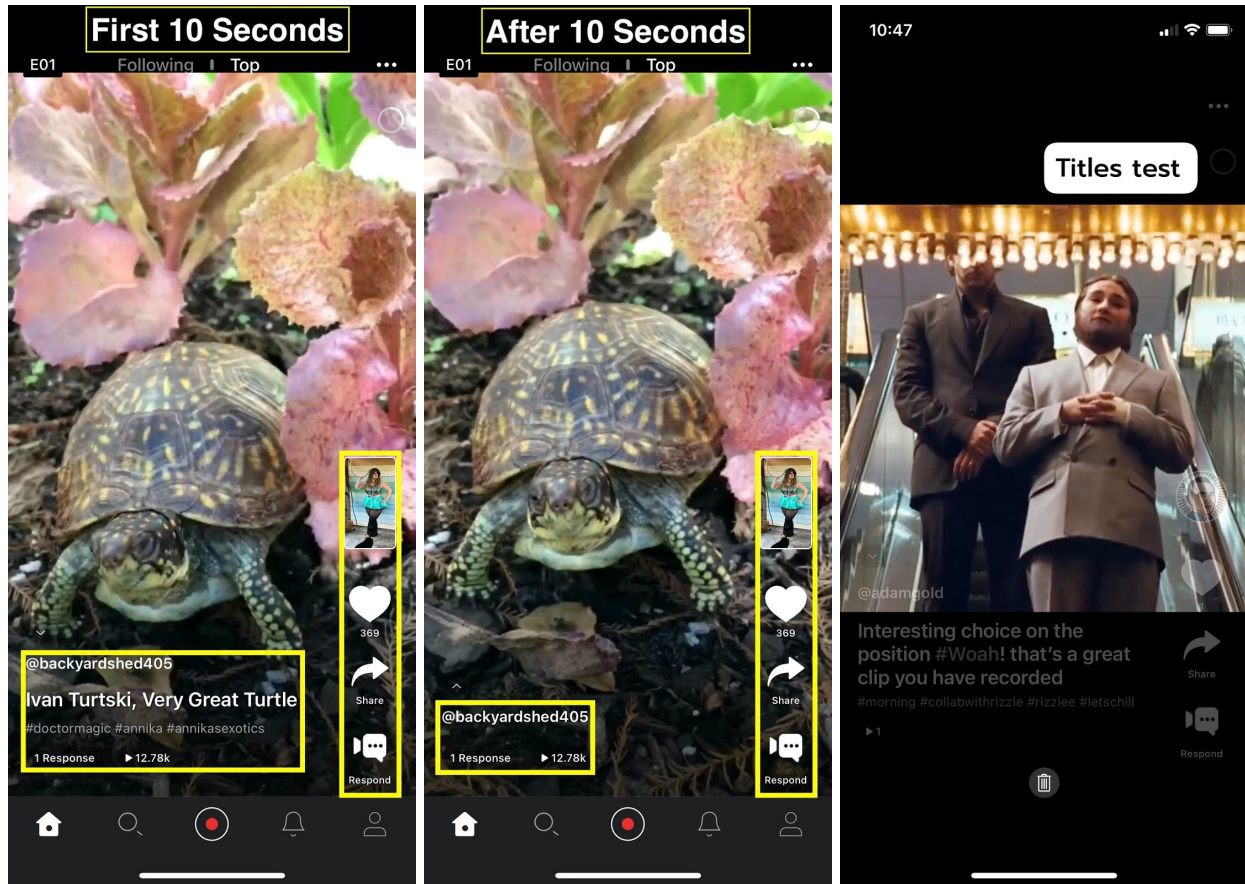 First 10 Seconds
E01
Following
Top
@backyardshed405
Ivan Turtski, Very Great Turtle
#doctormagic #annika #annikasexotics
1 Response
12.78k
369
Share
Respond
After 10 Seconds
E01
Following
Top
@backyardshed405
1 Response
12.78k
369
Share
Respond
10:47
Titles test
@adamgold
Interesting choice on the
position #Woah! that's a great
clip you have recorded
#morning #collabwithrizzle #rizzlee #letschill
1
Share
Respond